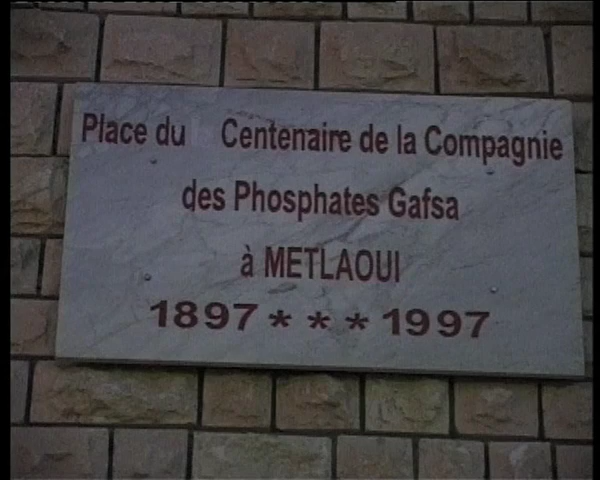 Place du Centenaire de la Compagnie
des Phosphates Gafsa
à METLAOUI
1897 * * * 1997